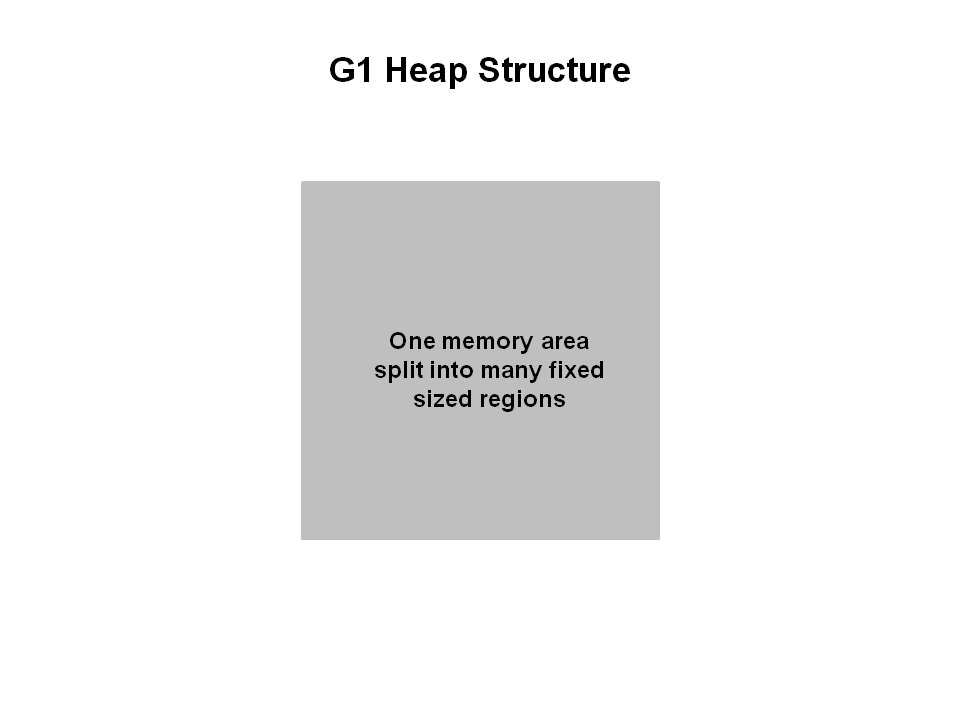 G1 Heap Structure
One memory area
split into many fixed
sized regions